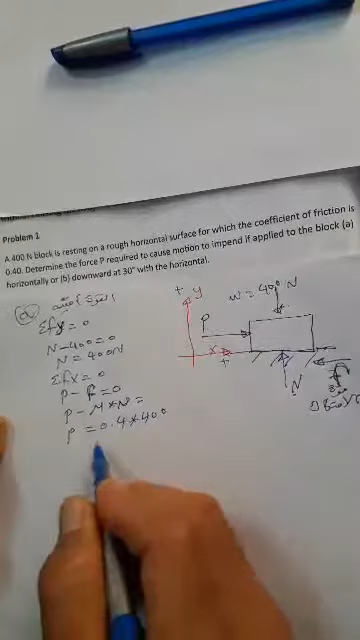 Problem 1
A 400 N block is resting on a rough horizontal surface for which the coefficient of friction is
0.40. Determine the force P required to cause motion to impend if applied to the block (a)
horizontally or (b) downward at 30° with the horizontal.
a
Σfy = 0
N - 400 = 0
N = 400N
Σfx = 0
P - F = 0
P - M * N =
P = 0.4 * 400
+ y
W = 400 N
P
x
+
N
F